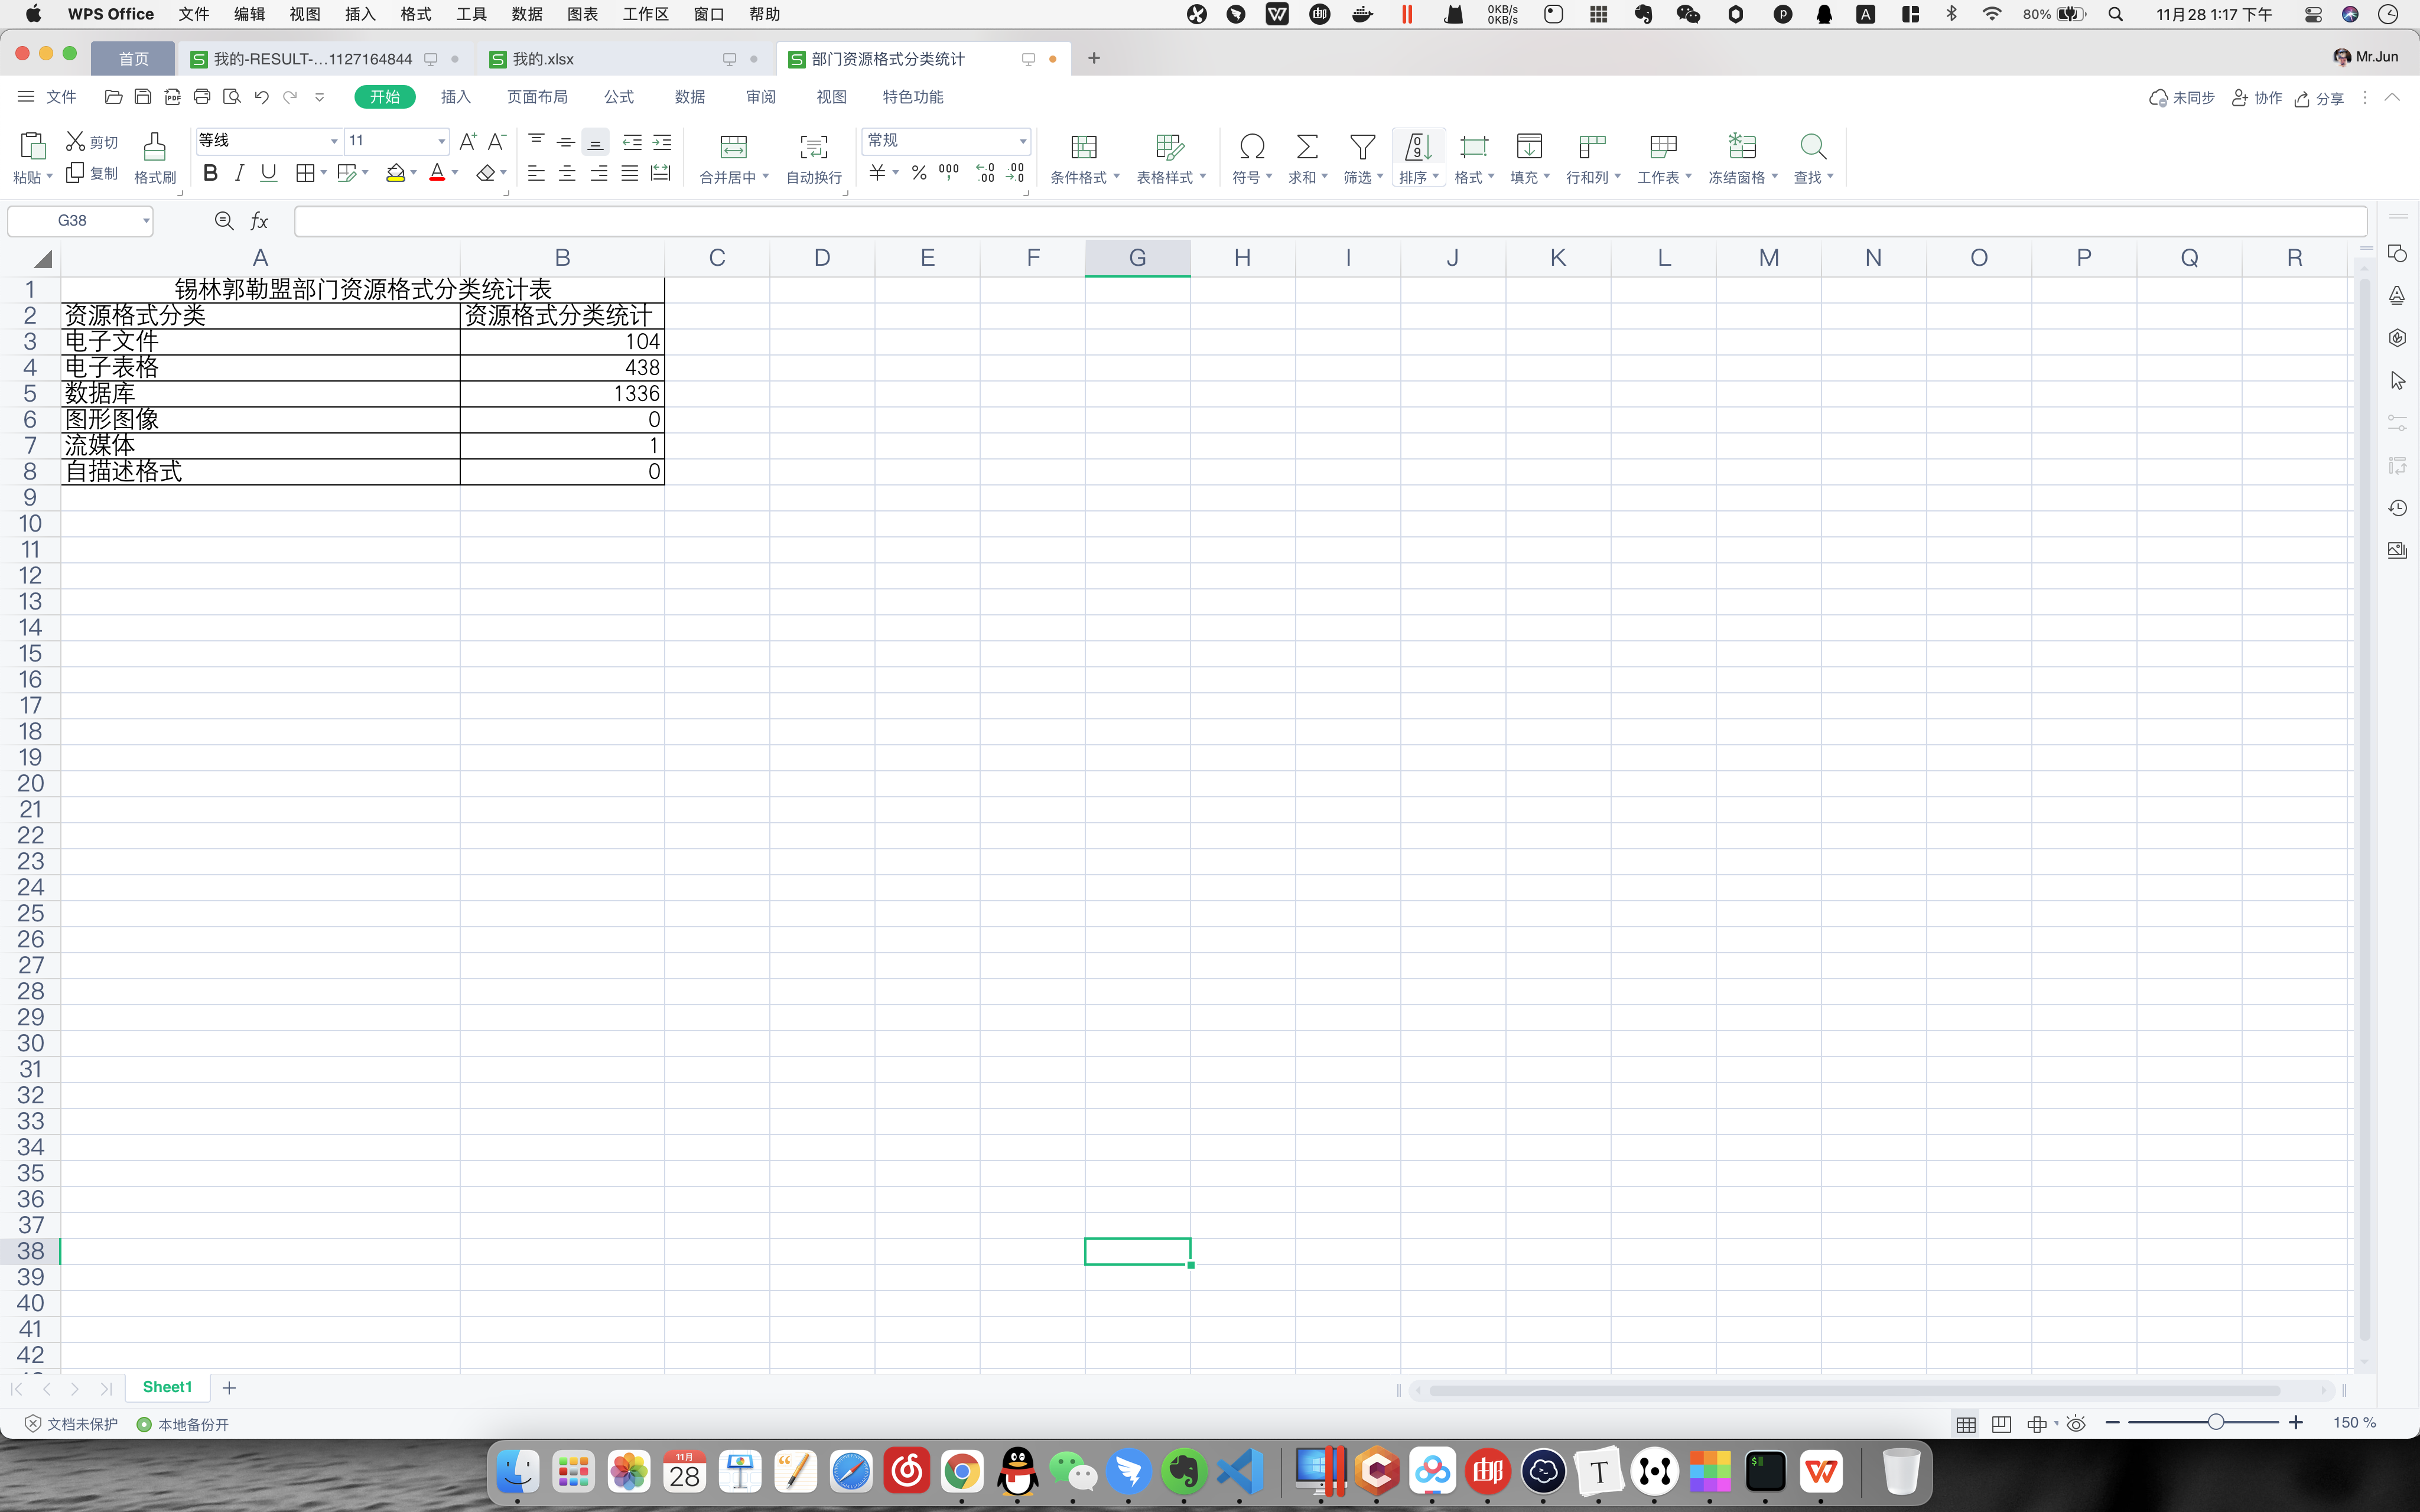 WPS Office 文件 编辑 视图 插入 格式 工具 数据 图表 工作区 窗口 帮助 0KB/s 0KB/s 80% 11月28 1:17 下午
首页 我的-RESULT-...1127164844 我的.xlsx 部门资源格式分类统计 Mr.Jun
文件 开始 插入 页面布局 公式 数据 审阅 视图 特色功能 未同步 协作 分享
剪切 等线 11 常规
粘贴 复制 格式刷 合并居中 自动换行 条件格式 表格样式 符号 求和 筛选 排序 格式 填充 行和列 工作表 冻结窗格 查找
G38 fx
A B C D E F G H I J K L M N O P Q R
1 锡林郭勒盟部门资源格式分类统计表
2 资源格式分类 资源格式分类统计
3 电子文件 104
4 电子表格 438
5 数据库 1336
6 图形图像 0
7 流媒体 1
8 自描述格式 0
9
10
11
12
13
14
15
16
17
18
19
20
21
22
23
24
25
26
27
28
29
30
31
32
33
34
35
36
37
38
39
40
41
42
Sheet1
文档未保护 本地备份开 150 %
11月
28